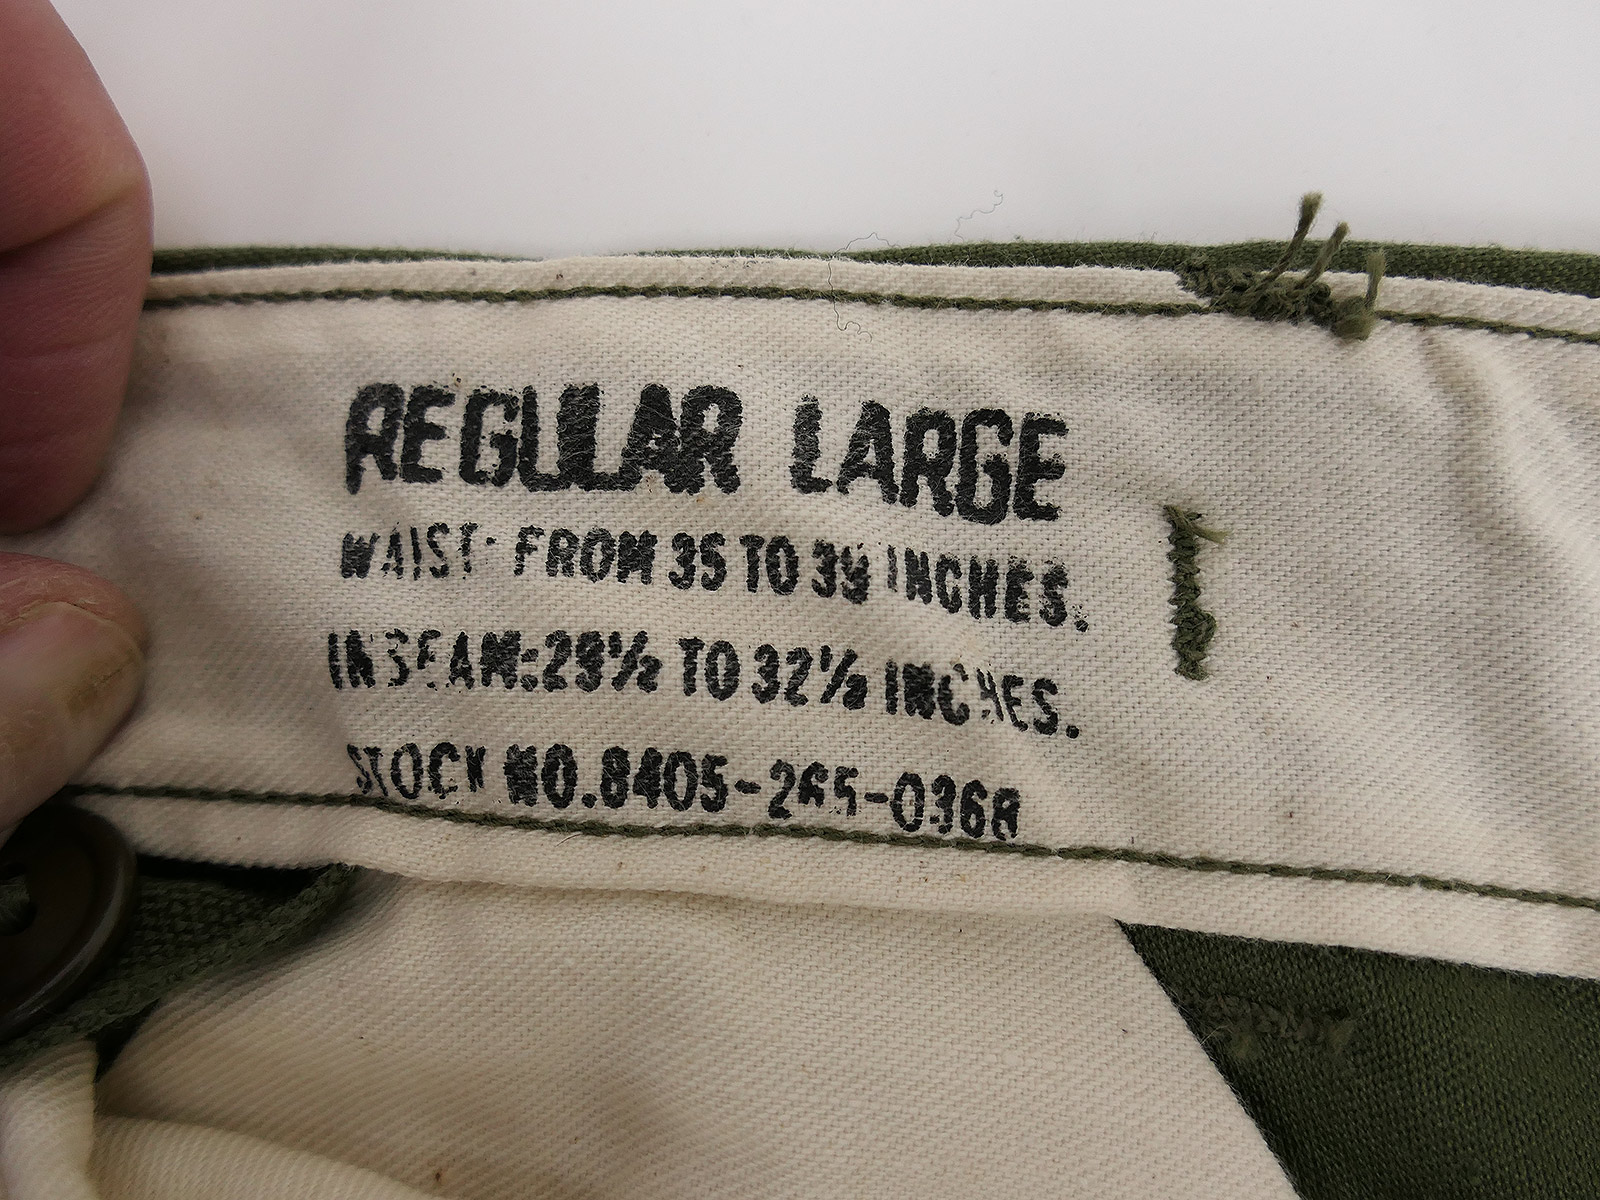 REGULAR LARGE
WAIST: FROM 35 TO 39 INCHES.
INSEAM: 29½ TO 32½ INCHES.
STOCK NO. 8405-265-0368